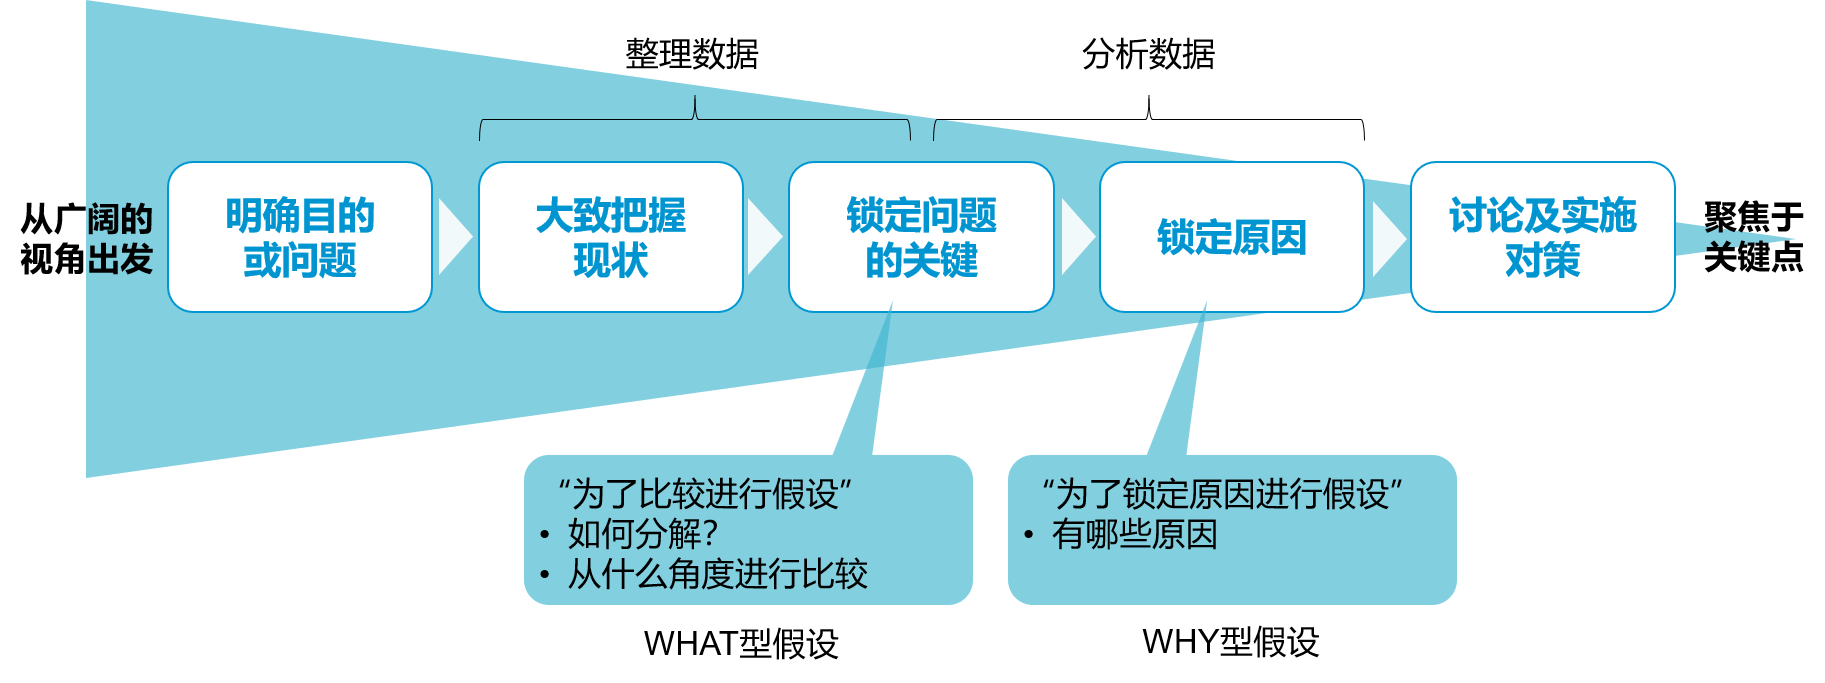 整理数据
分析数据
从广阔的
视角出发
明确目的
或问题
大致把握
现状
锁定问题
的关键
锁定原因
讨论及实施
对策
聚焦于
关键点
“为了比较进行假设”
• 如何分解?
• 从什么角度进行比较
“为了锁定原因进行假设”
• 有哪些原因
WHAT型假设
WHY型假设